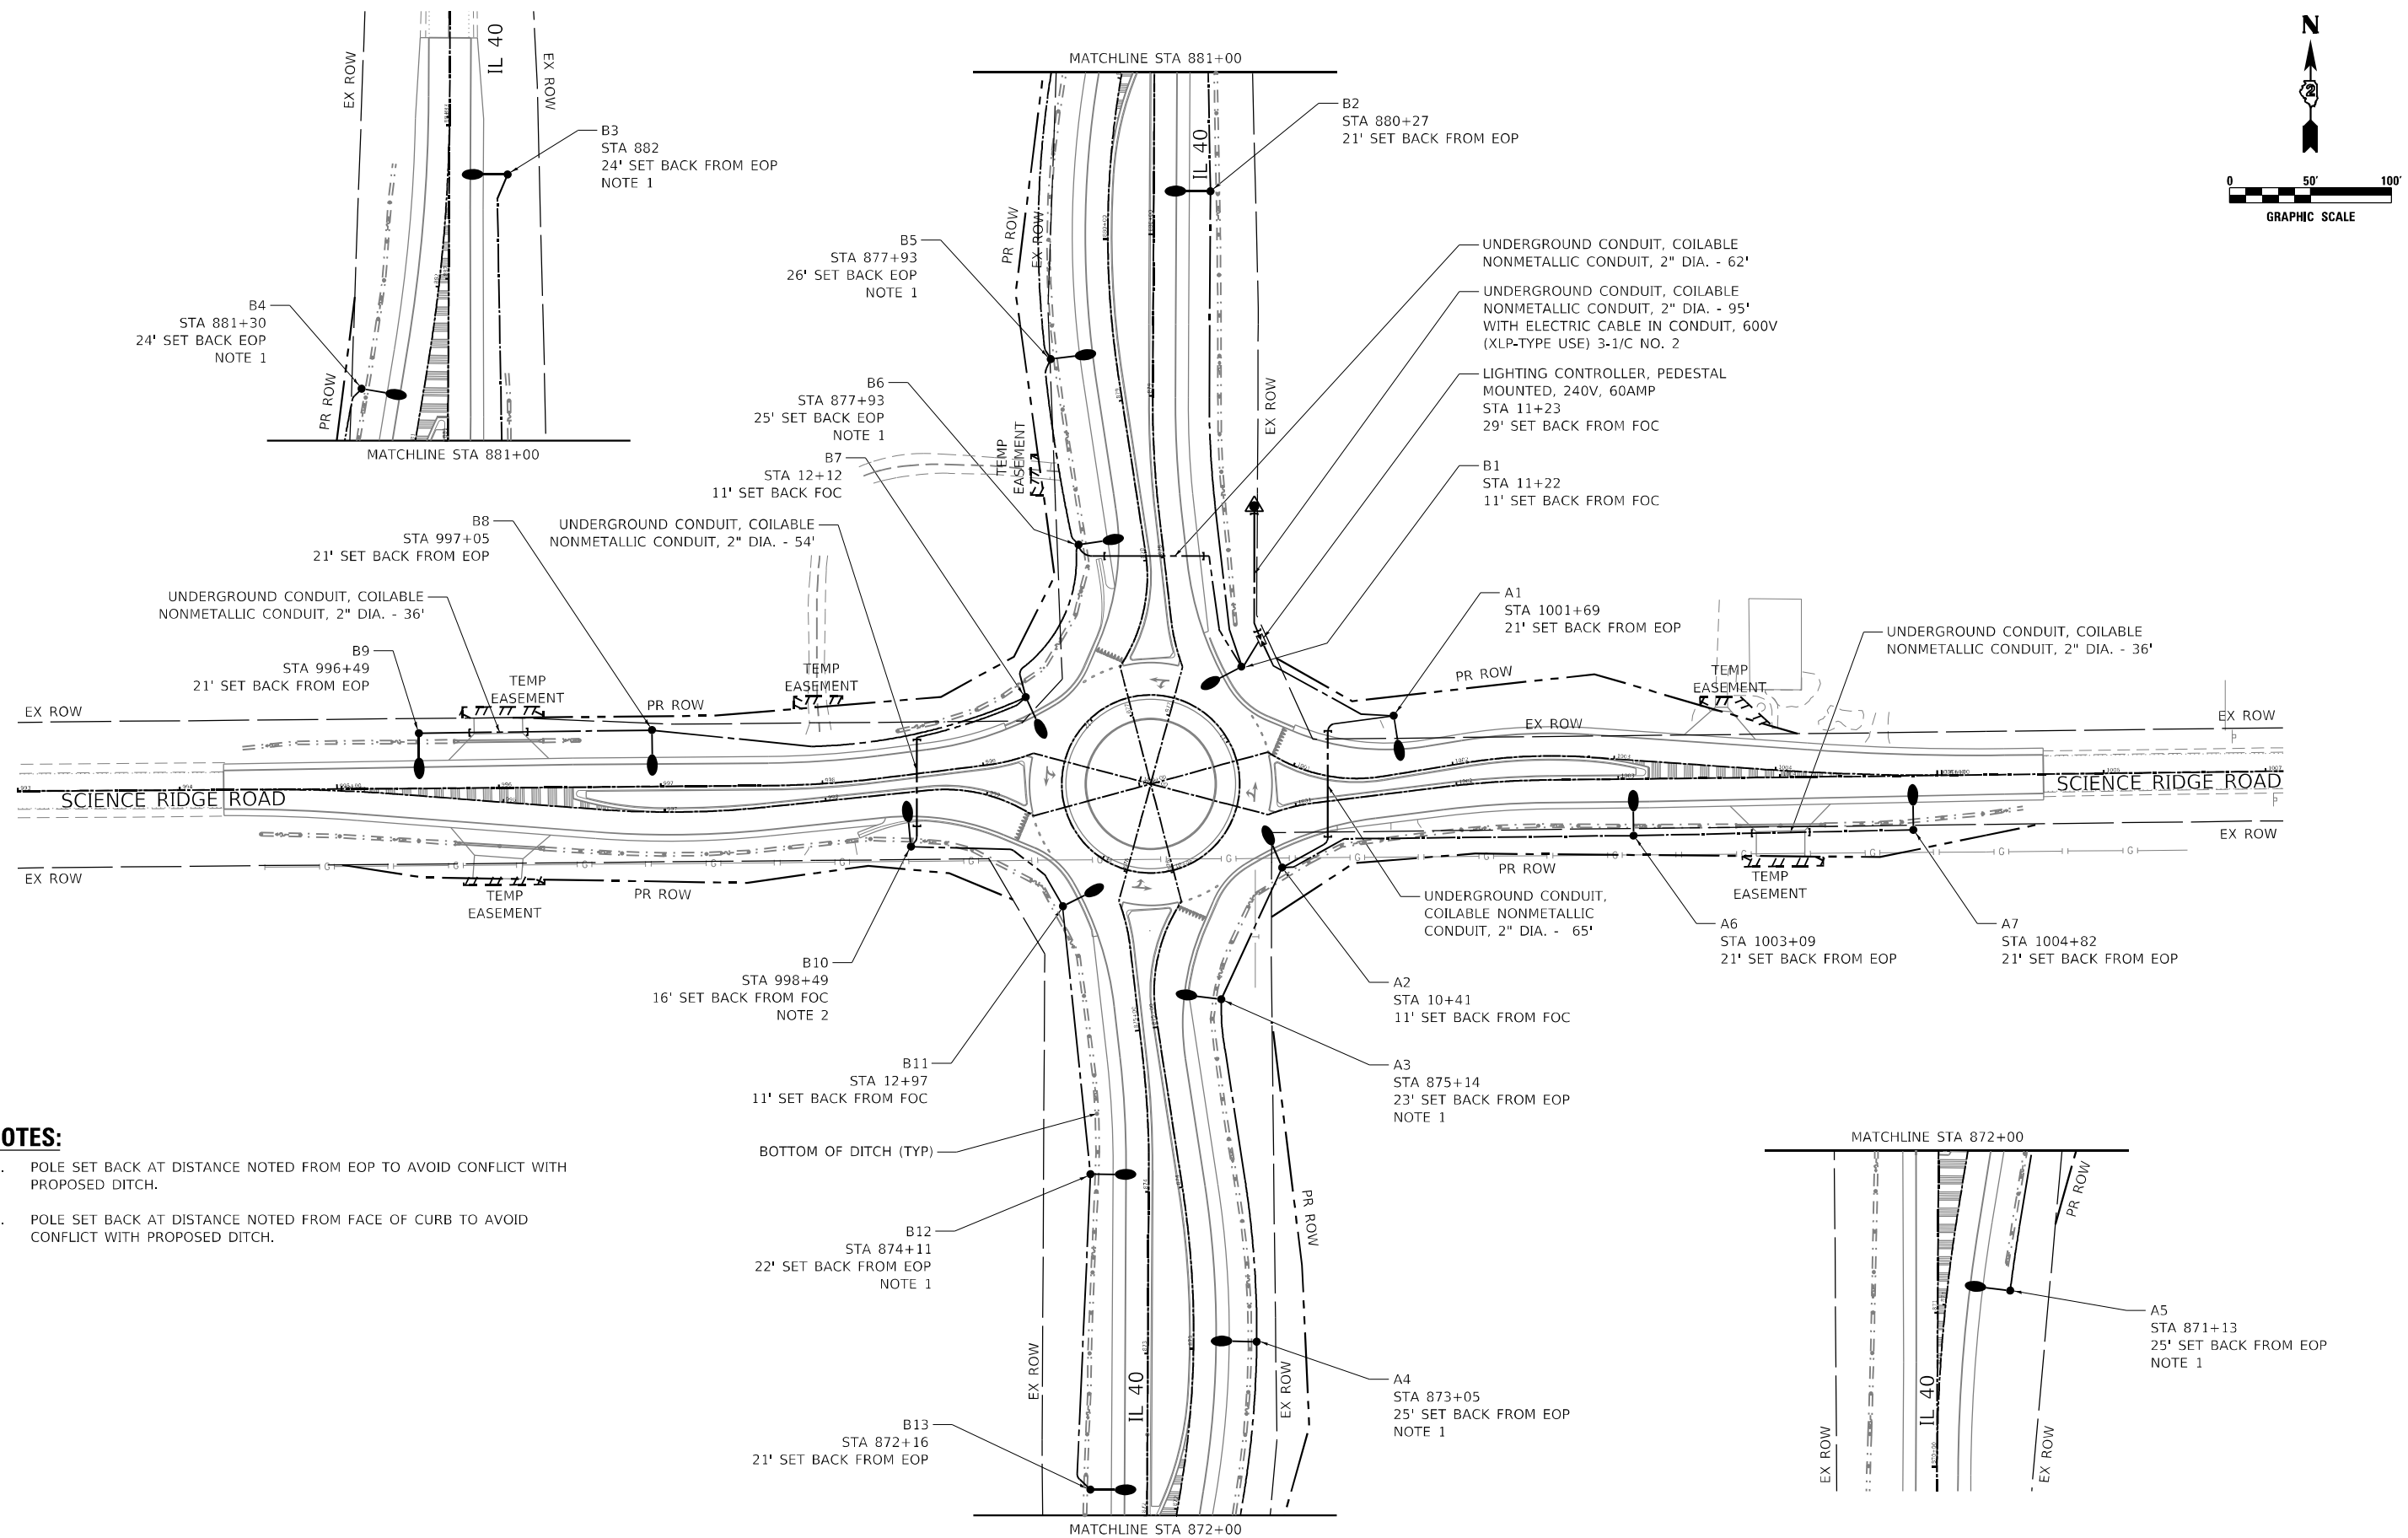 MATCHLINE STA 881+00
N
2
0
50'
100'
GRAPHIC SCALE
EX ROW
IL 40
EX ROW
B3
STA 882
24' SET BACK FROM EOP
NOTE 1
B4
STA 881+30
24' SET BACK EOP
NOTE 1
PR ROW
MATCHLINE STA 881+00
B2
STA 880+27
21' SET BACK FROM EOP
IL 40
PR ROW
EX ROW
B5
STA 877+93
26' SET BACK EOP
NOTE 1
UNDERGROUND CONDUIT, COILABLE
NONMETALLIC CONDUIT, 2" DIA. - 62'
UNDERGROUND CONDUIT, COILABLE
NONMETALLIC CONDUIT, 2" DIA. - 95'
WITH ELECTRIC CABLE IN CONDUIT, 600V
(XLP-TYPE USE) 3-1/C NO. 2
LIGHTING CONTROLLER, PEDESTAL
MOUNTED, 240V, 60AMP
STA 11+23
29' SET BACK FROM FOC
B6
STA 877+93
25' SET BACK EOP
NOTE 1
EX ROW
TEMP
EASEMENT
B7
STA 12+12
11' SET BACK FOC
B1
STA 11+22
11' SET BACK FROM FOC
B8
STA 997+05
21' SET BACK FROM EOP
UNDERGROUND CONDUIT, COILABLE
NONMETALLIC CONDUIT, 2" DIA. - 54'
UNDERGROUND CONDUIT, COILABLE
NONMETALLIC CONDUIT, 2" DIA. - 36'
A1
STA 1001+69
21' SET BACK FROM EOP
UNDERGROUND CONDUIT, COILABLE
NONMETALLIC CONDUIT, 2" DIA. - 36'
B9
STA 996+49
21' SET BACK FROM EOP
TEMP
EASEMENT
TEMP
EASEMENT
PR ROW
TEMP
EASEMENT
EX ROW
PR ROW
EX ROW
EX ROW
SCIENCE RIDGE ROAD
SCIENCE RIDGE ROAD
EX ROW
EX ROW
TEMP
EASEMENT
PR ROW
PR ROW
TEMP
EASEMENT
UNDERGROUND CONDUIT,
COILABLE NONMETALLIC
CONDUIT, 2" DIA. - 65'
A6
STA 1003+09
21' SET BACK FROM EOP
A7
STA 1004+82
21' SET BACK FROM EOP
B10
STA 998+49
16' SET BACK FROM FOC
NOTE 2
A2
STA 10+41
11' SET BACK FROM FOC
B11
STA 12+97
11' SET BACK FROM FOC
A3
STA 875+14
23' SET BACK FROM EOP
NOTE 1
BOTTOM OF DITCH (TYP)
OTES:
. POLE SET BACK AT DISTANCE NOTED FROM EOP TO AVOID CONFLICT WITH
PROPOSED DITCH.
. POLE SET BACK AT DISTANCE NOTED FROM FACE OF CURB TO AVOID
CONFLICT WITH PROPOSED DITCH.
PR ROW
B12
STA 874+11
22' SET BACK FROM EOP
NOTE 1
EX ROW
IL 40
EX ROW
A4
STA 873+05
25' SET BACK FROM EOP
NOTE 1
B13
STA 872+16
21' SET BACK FROM EOP
MATCHLINE STA 872+00
MATCHLINE STA 872+00
PR ROW
A5
STA 871+13
25' SET BACK FROM EOP
NOTE 1
EX ROW
IL 40
EX ROW